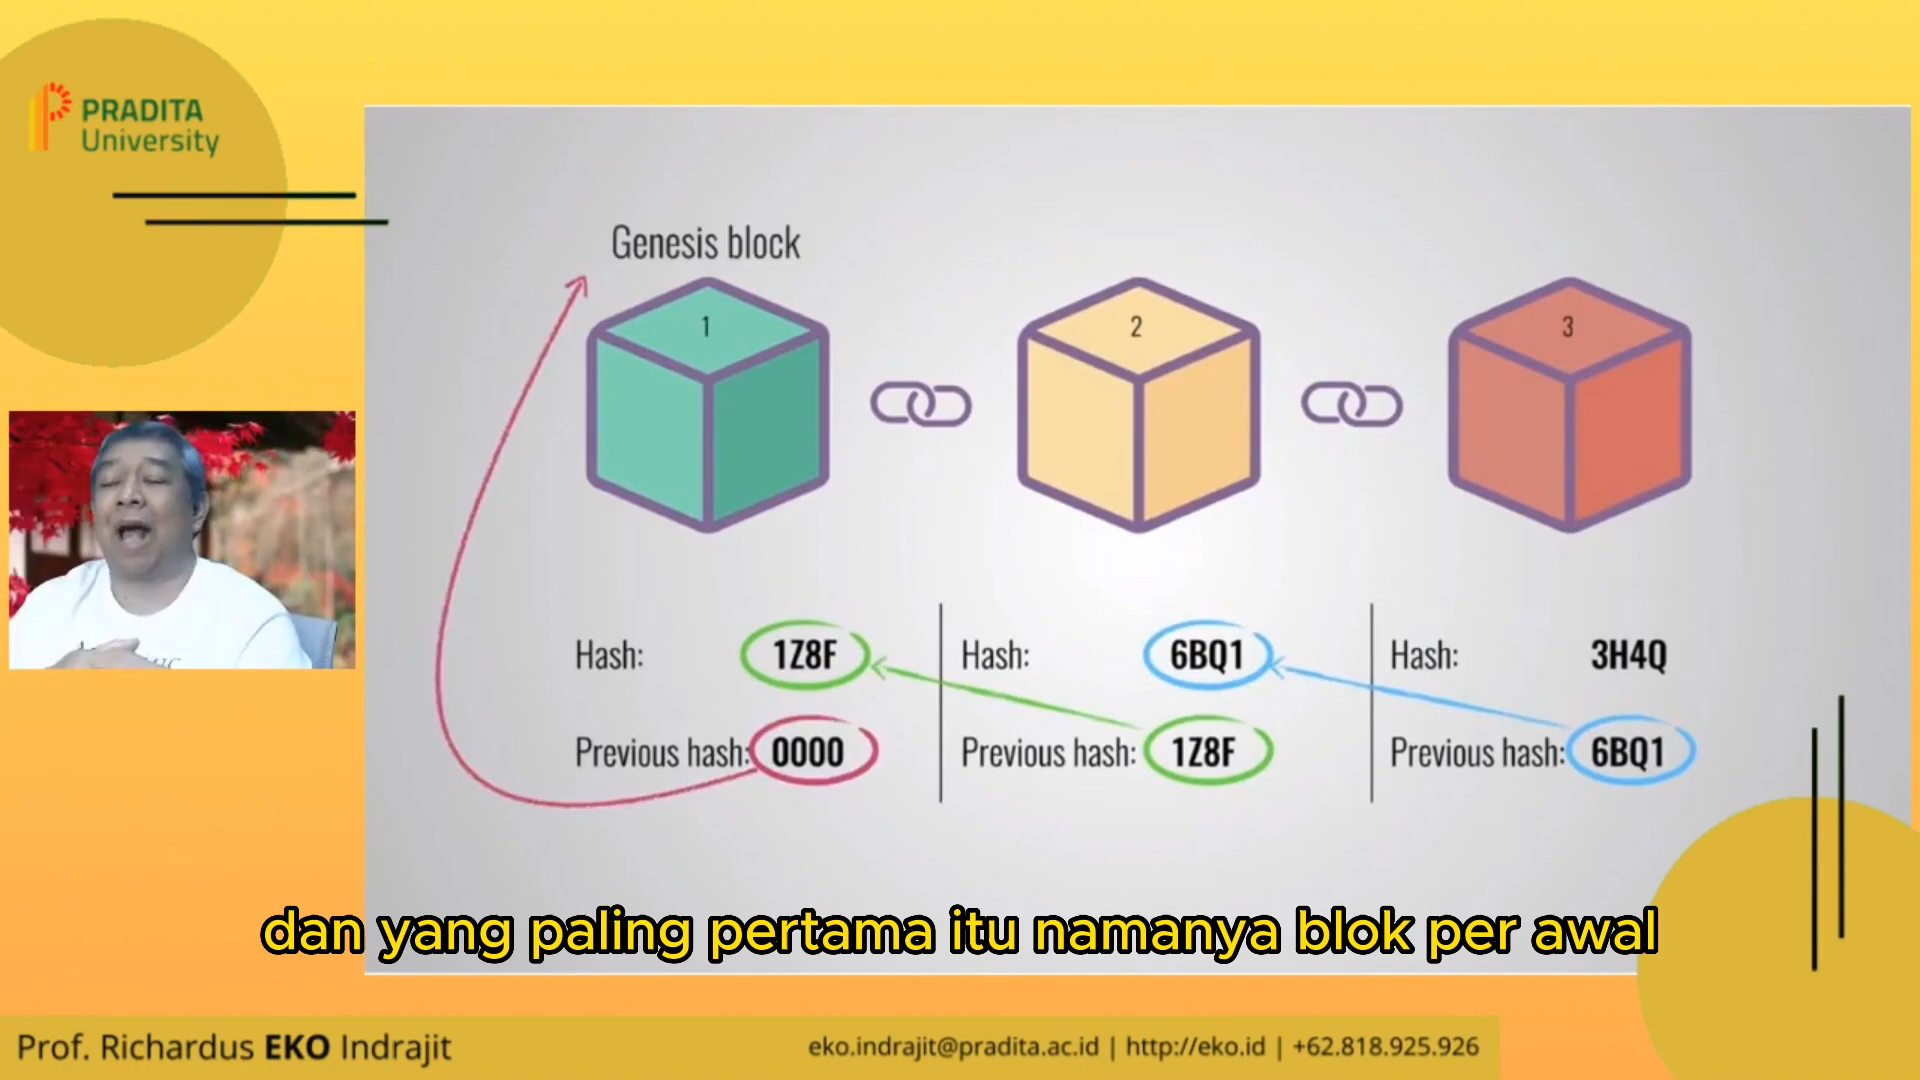 PRADITA
University
Genesis block
1
2
3
Hash: 1Z8F
Previous hash: 0000
Hash: 6BQ1
Previous hash: 1Z8F
Hash: 3H4Q
Previous hash: 6BQ1
dan yang paling pertama itu namanya blok per awal
Prof. Richardus EKO Indrajit
eko.indrajit@pradita.ac.id | http://eko.id | +62.818.925.926